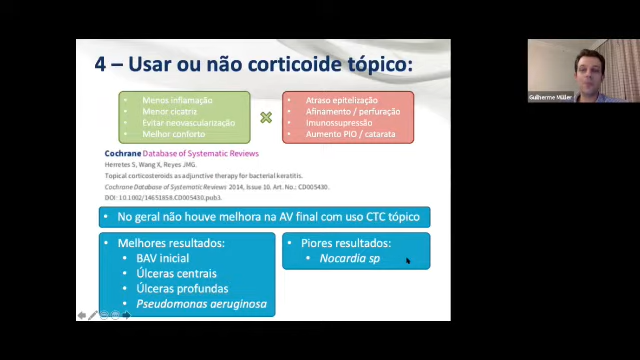 4 – Usar ou não corticoide tópico:
• Menos inflamação
• Menor cicatriz
• Evitar neovascularização
• Melhor conforto
• Atraso epitelização
• Afinamento / perfuração
• Imunossupressão
• Aumento PIO / catarata
Cochrane Database of Systematic Reviews
Herretes S, Wang X, Reyes JMG.
Topical corticosteroids as adjunctive therapy for bacterial keratitis.
Cochrane Database of Systematic Reviews 2014, Issue 10. Art. No.: CD005430.
DOI: 10.1002/14651858.CD005430.pub3.
• No geral não houve melhora na AV final com uso CTC tópico
• Melhores resultados:
• BAV inicial
• Úlceras centrais
• Úlceras profundas
• Pseudomonas aeruginosa
• Piores resultados:
• Nocardia sp
Guilherme Müller